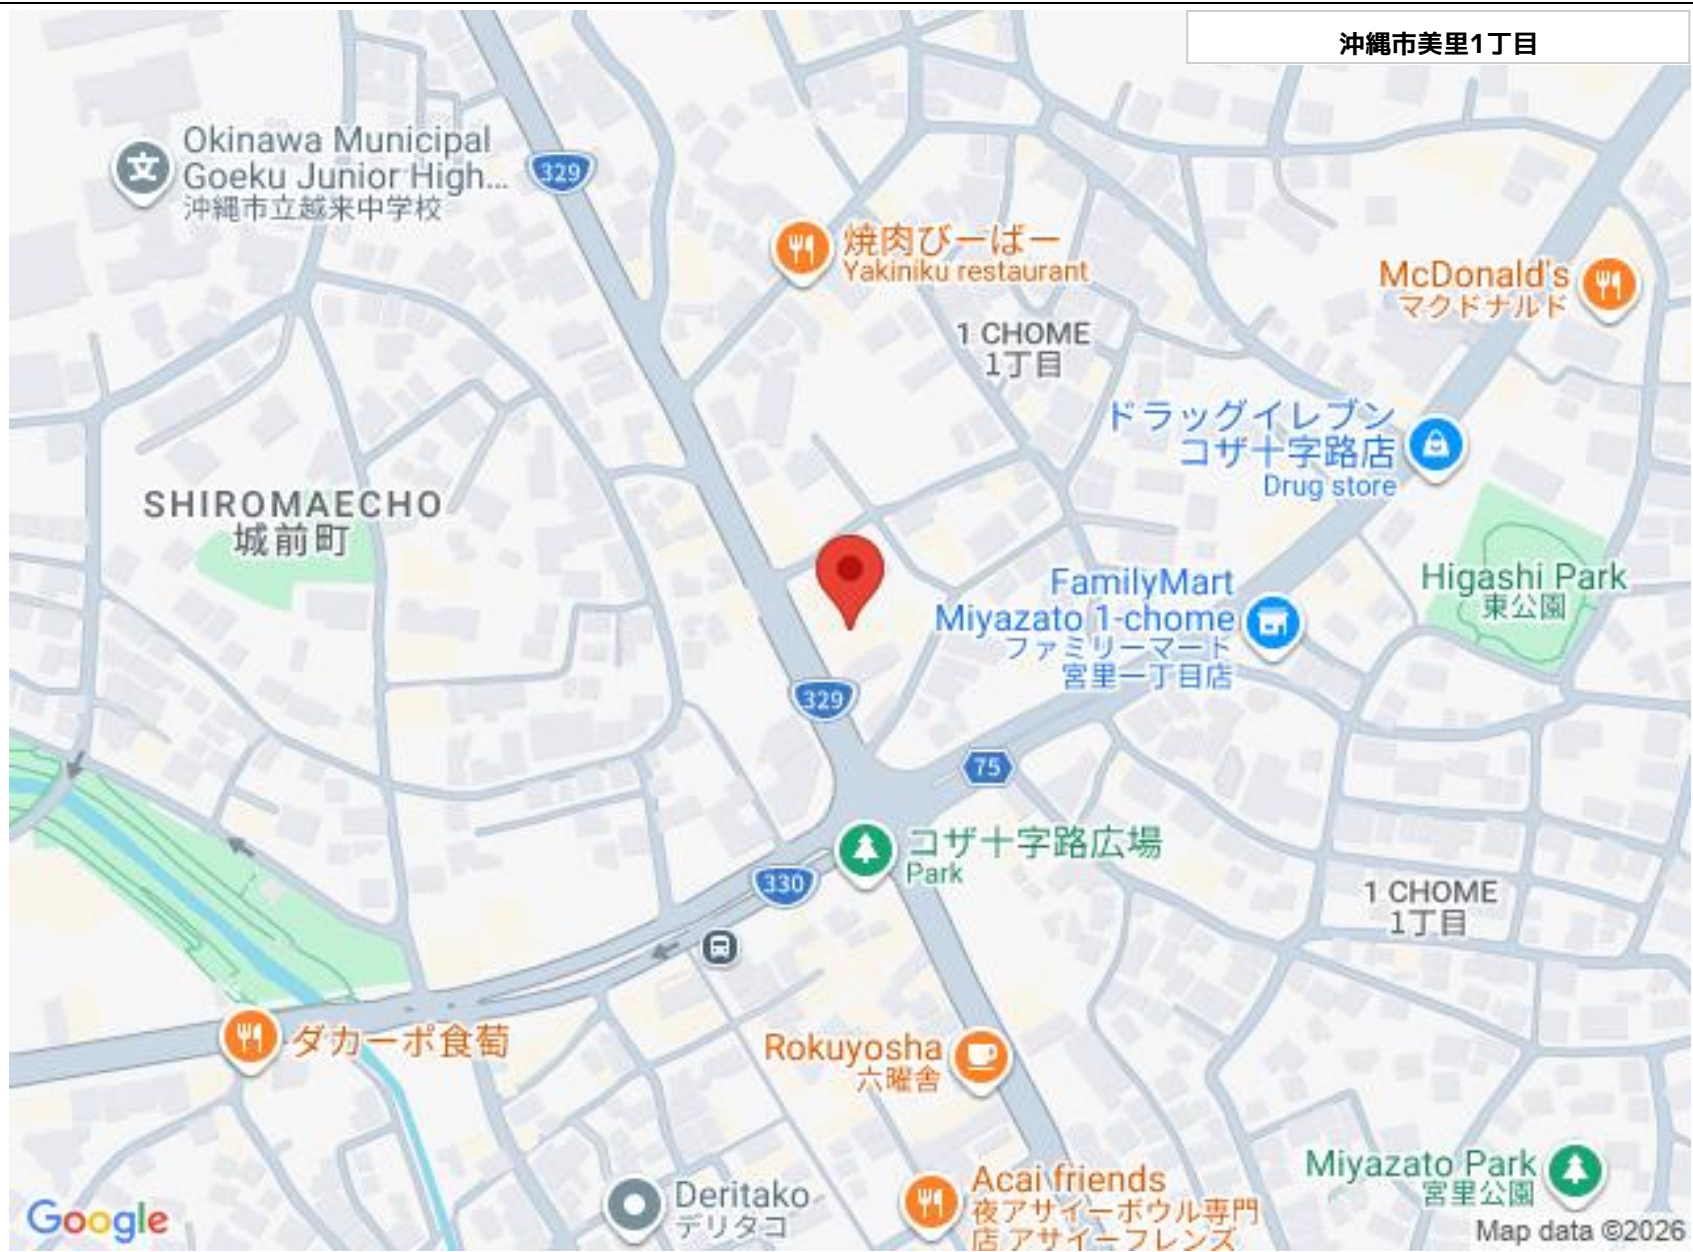 沖縄市美里1丁目
Okinawa Municipal
Goeku Junior High...
沖縄市立越来中学校
329
焼肉びーばー
Yakiniku restaurant
McDonald's
マクドナルド
1 CHOME
1丁目
ドラッグイレブン
コザ十字路店
Drug store
SHIROMAECHO
城前町
FamilyMart
Miyazato 1-chome
ファミリーマート
宮里一丁目店
Higashi Park
東公園
329
75
コザ十字路広場
Park
330
1 CHOME
1丁目
ダカーポ食萄
Rokuyosha
六曜舎
Miyazato Park
宮里公園
Acai friends
夜アサイーボウル専門
店 アサイーフレンズ
Deritako
デリタコ
Google
Map data ©2026